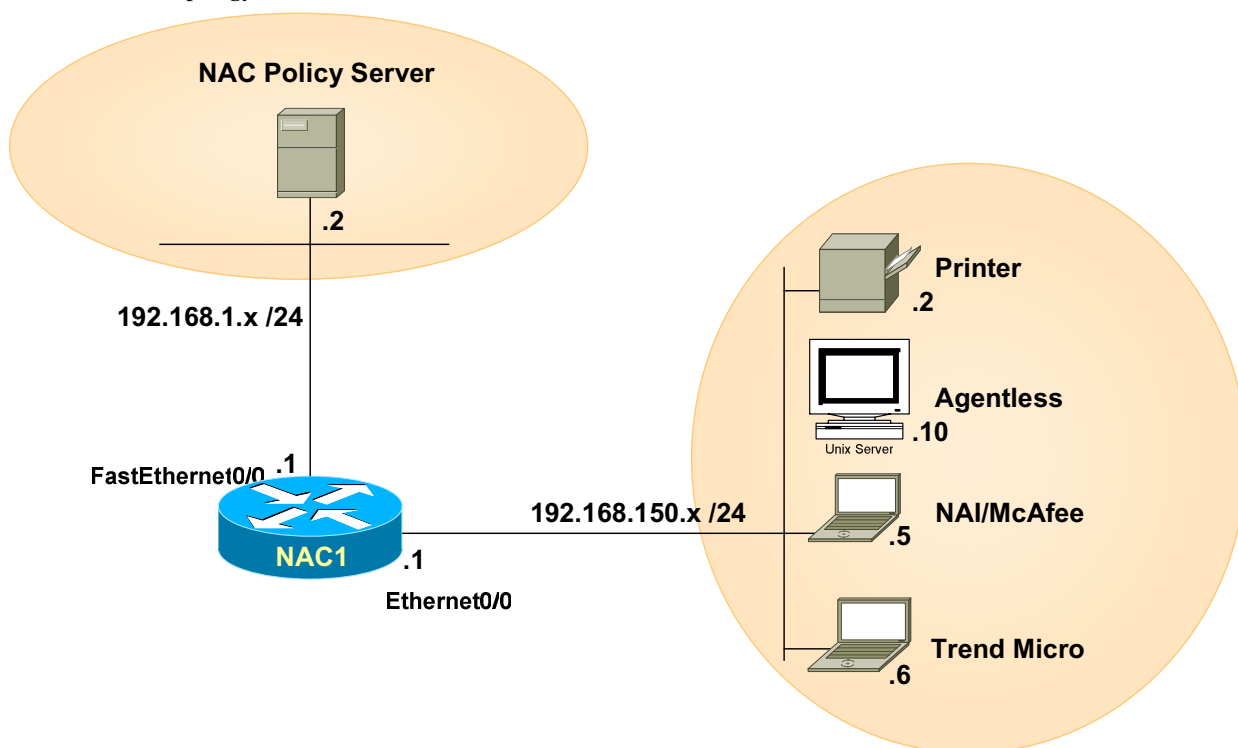 NAC Policy Server
.2
192.168.1.x /24
FastEthernet0/0
.1
NAC1
.1
Ethernet0/0
192.168.150.x /24
Printer
.2
Agentless
.10
Unix Server
NAI/McAfee
.5
Trend Micro
.6